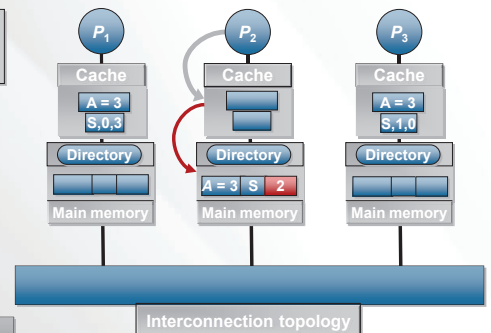 P1
P2
P3
Cache
Cache
Cache
A = 3
A = 3
S,0,3
S,1,0
Directory
Directory
Directory
A = 3 S 2
Main memory
Main memory
Main memory
Interconnection topology